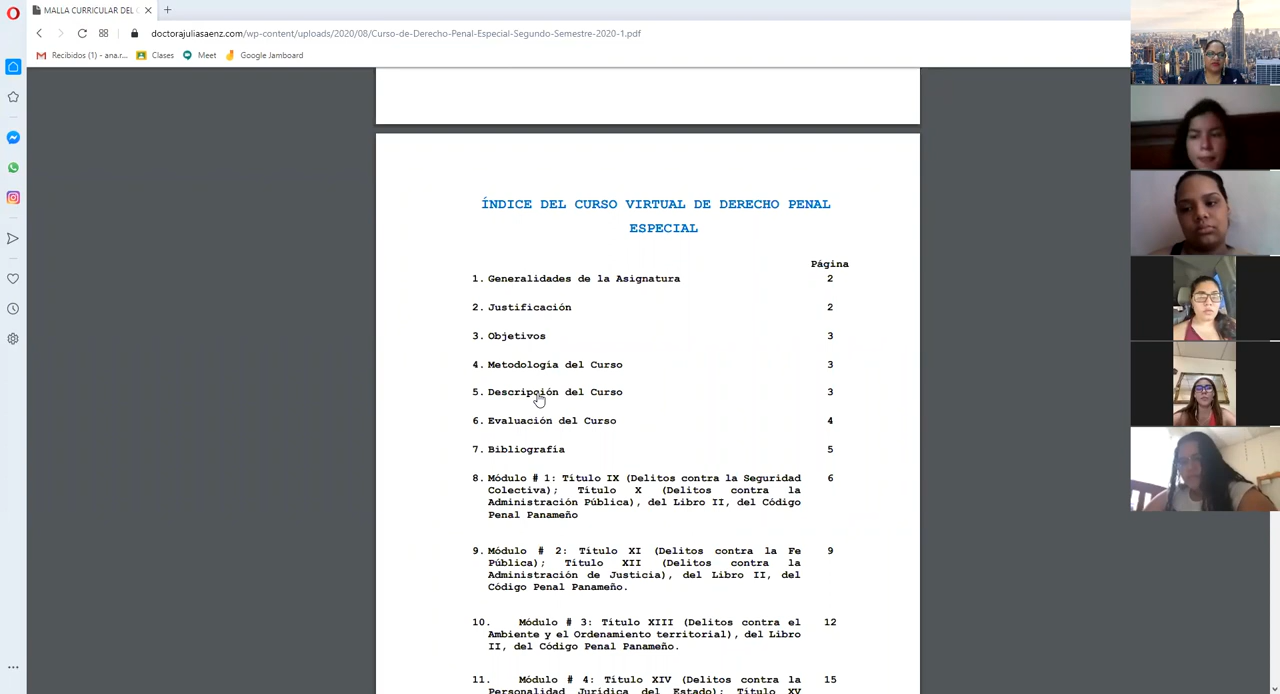 MALLA CURRICULAR DEL C
doctorajuliasaenz.com/wp-content/uploads/2020/08/Curso-de-Derecho-Penal-Especial-Segundo-Semestre-2020-1.pdf
Recibidos (1) - ana.r... Clases Meet Google Jamboard
ÍNDICE DEL CURSO VIRTUAL DE DERECHO PENAL
ESPECIAL
Página
1. Generalidades de la Asignatura 2
2. Justificación 2
3. Objetivos 3
4. Metodología del Curso 3
5. Descripción del Curso 3
6. Evaluación del Curso 4
7. Bibliografía 5
8. Módulo # 1: Título IX (Delitos contra la Seguridad 6
Colectiva); Título X (Delitos contra la
Administración Pública), del Libro II, del Código
Penal Panameño
9. Módulo # 2: Título XI (Delitos contra la Fe 9
Pública); Título XII (Delitos contra la
Administración de Justicia), del Libro II, del
Código Penal Panameño.
10. Módulo # 3: Título XIII (Delitos contra el 12
Ambiente y el Ordenamiento territorial), del Libro
II, del Código Penal Panameño.
11. Módulo # 4: Título XIV (Delitos contra la 15
Personalidad Jurídica del Estado); Título XV